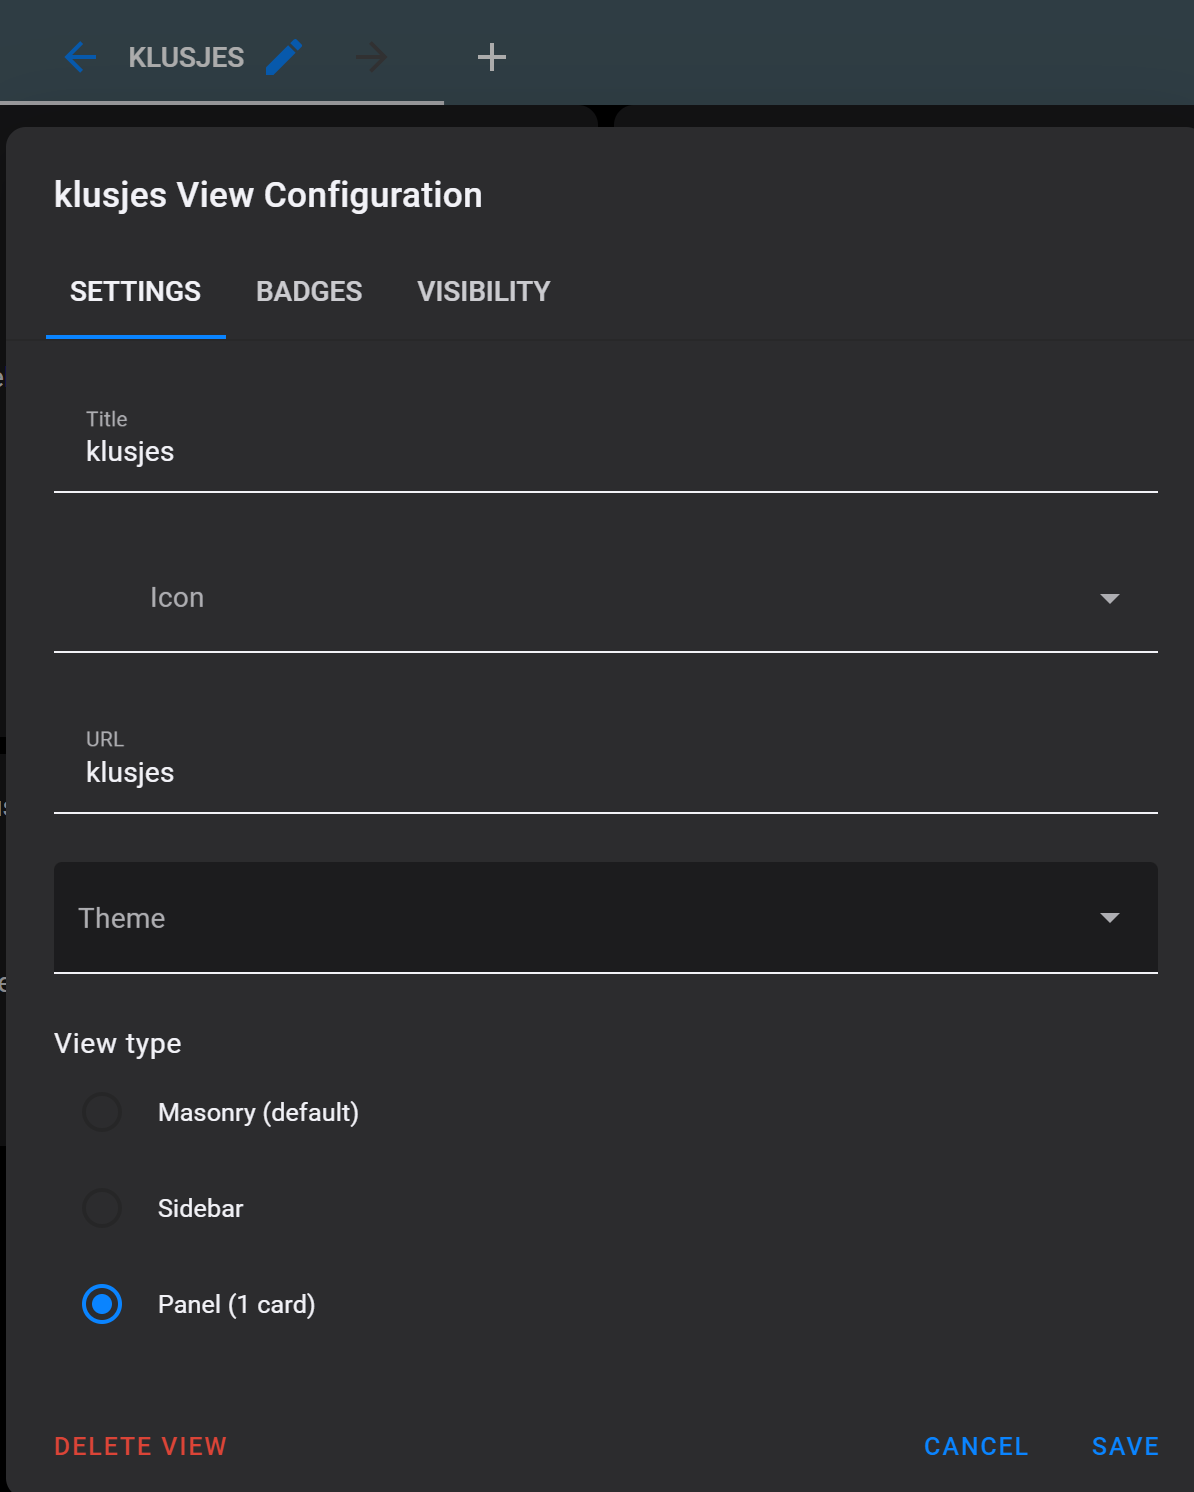 KLUSJES
klusjes View Configuration
SETTINGS BADGES VISIBILITY
Title
klusjes
Icon
URL
klusjes
Theme
View type
Masonry (default)
Sidebar
Panel (1 card)
DELETE VIEW CANCEL SAVE